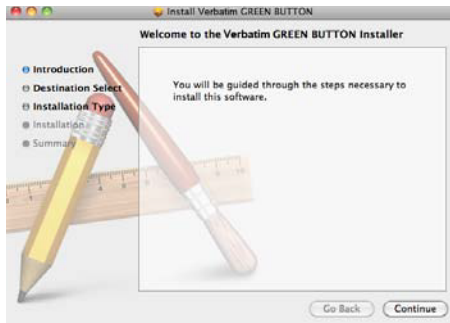 Install Verbatim GREEN BUTTON
Welcome to the Verbatim GREEN BUTTON Installer
Introduction
Destination Select
Installation Type
Installation
Summary
You will be guided through the steps necessary to
install this software.
Go Back
Continue